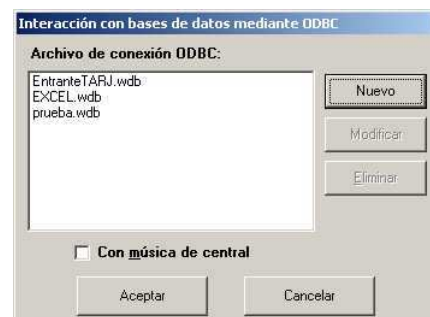 Interacción con bases de datos mediante ODBC
Archivo de conexión ODBC:
EntranteTARJ.wdb
EXCEL.wdb
prueba.wdb
Nuevo
Modificar
Eliminar
Con música de central
Aceptar
Cancelar